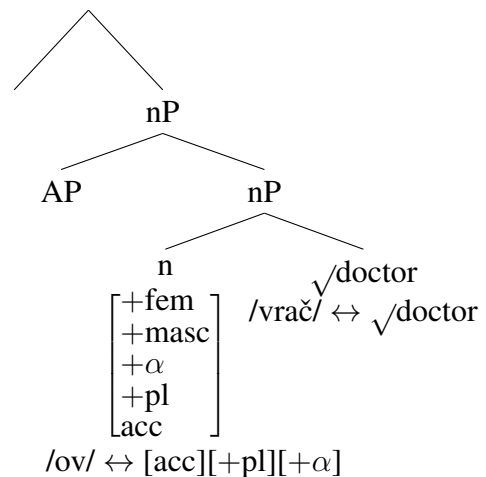 nP
AP
nP
n
√doctor
[+fem
+masc
+α
+pl
acc]
/vrač/ ↔ √doctor
/ov/ ↔ [acc][+pl][+α]